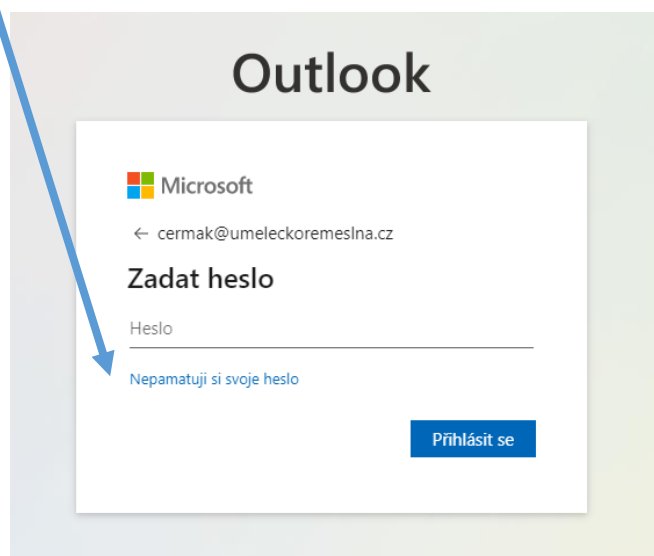 Outlook
Microsoft
← cermak@umeleckoremeslna.cz
Zadat heslo
Heslo
Nepamatuji si svoje heslo
Přihlásit se